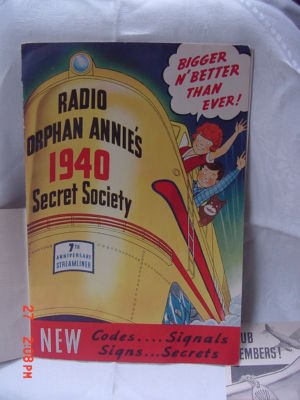 BIGGER
N' BETTER
THAN
EVER!
RADIO
ORPHAN ANNIE'S
1940
Secret Society
7TH
ANNIVERSARY
STREAMLINER
NEW Codes....Signals
Signs...Secrets
UB
EMBERS!